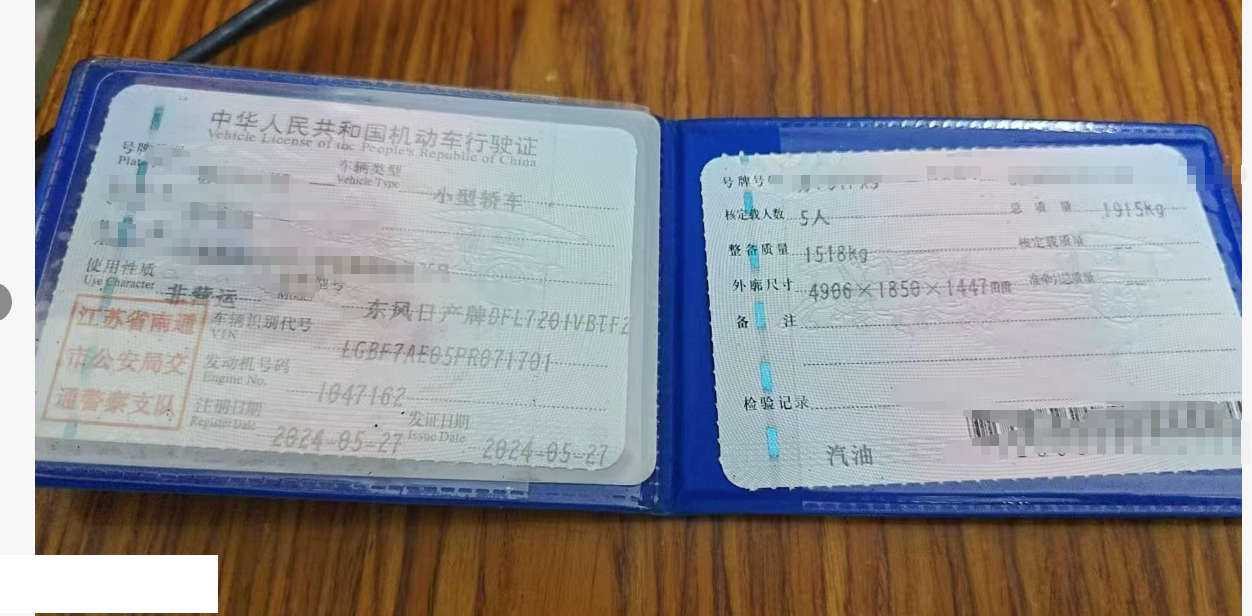 中华人民共和国机动车行驶证
Vehicle License of the People's Republic of China
号牌
Plate
车辆类型
Vehicle Type
小型轿车
使用性质
Use Character
非营运
型号
Model
东风日产牌DFL7201VBTF2
江苏省南通
市公安局交
通警察支队
车辆识别代号
VIN
LGBF7AE05PR071701
发动机号码
Engine No.
1047162
注册日期
Register Date
2024-05-27
发证日期
Issue Date
2024-05-27
号牌号
核定载人数 5人
总质量 1915kg
整备质量 1518kg
核定载质量
外廓尺寸 4906×1850×1447mm
准牵引总质量
备注
检验记录
汽油